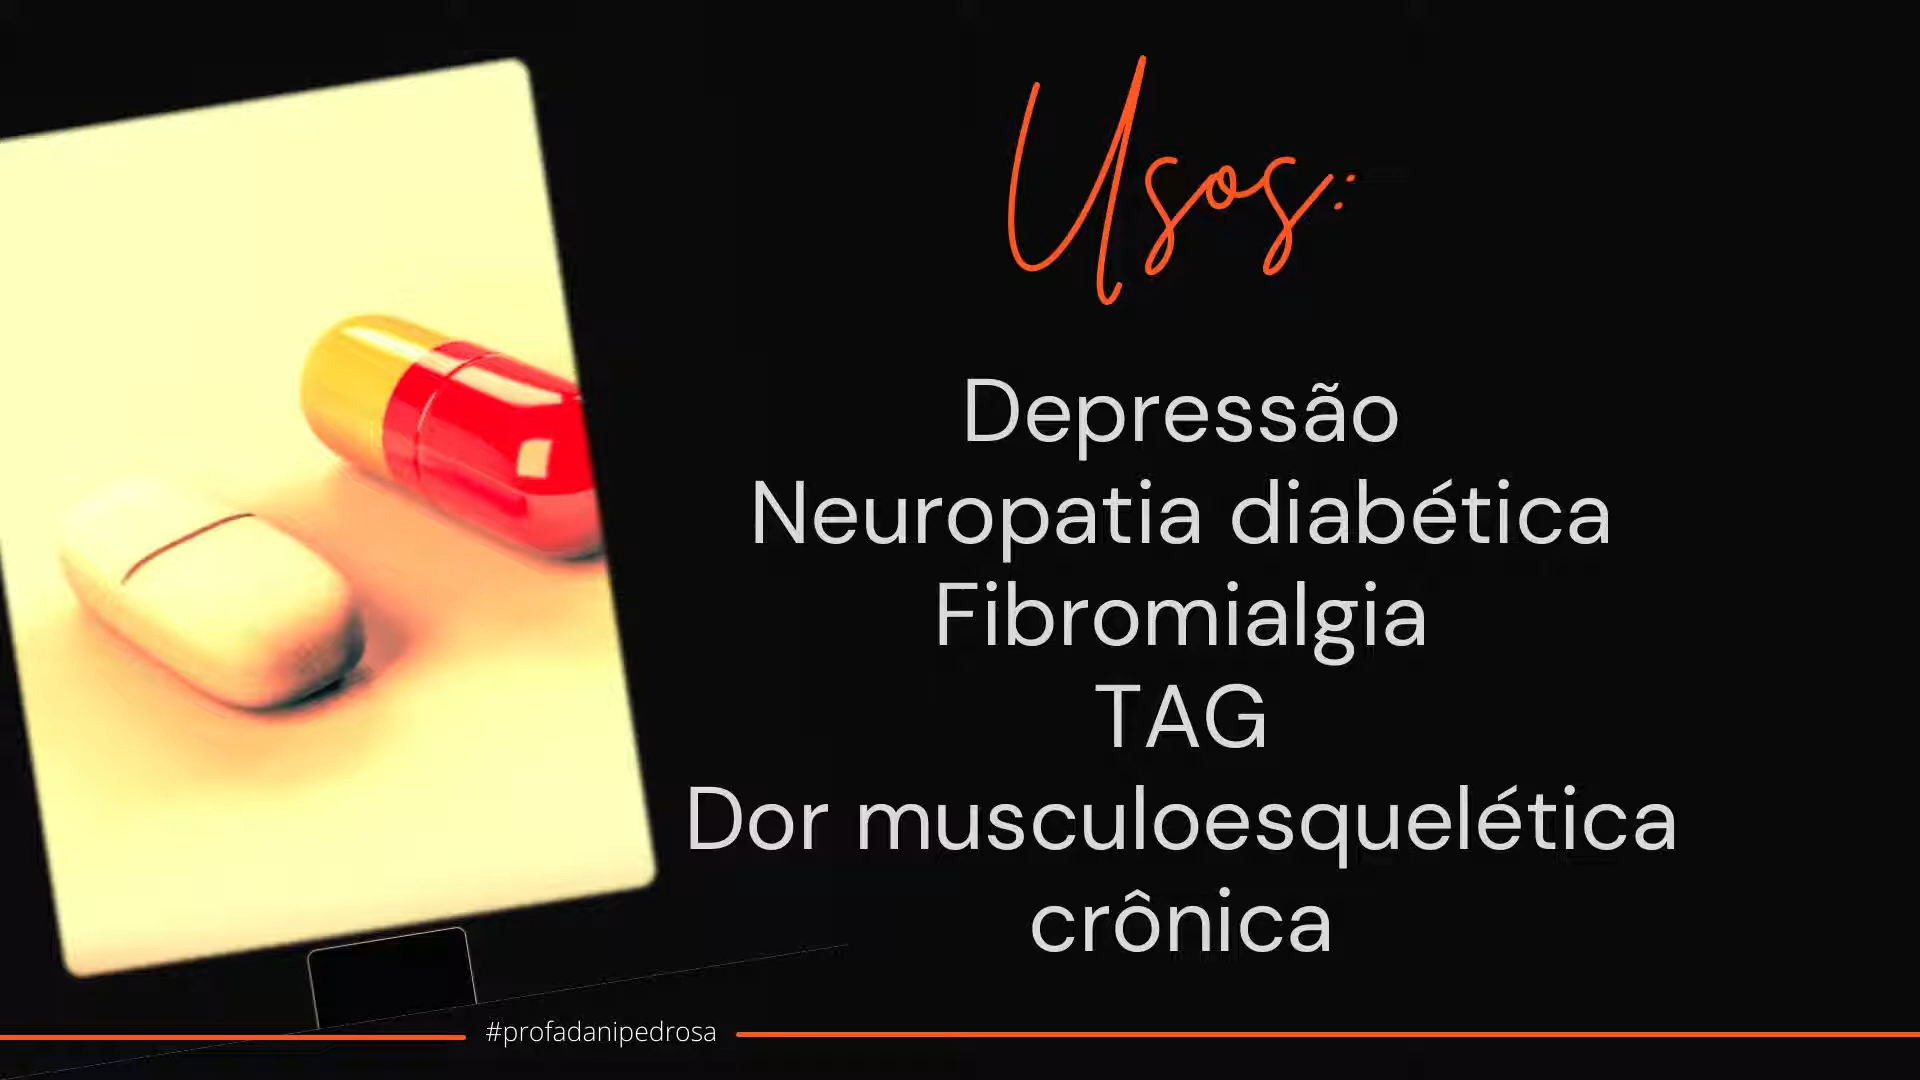 Usos:
Depressão
Neuropatia diabética
Fibromialgia
TAG
Dor musculoesquelética
crônica
#profadanipedrosa